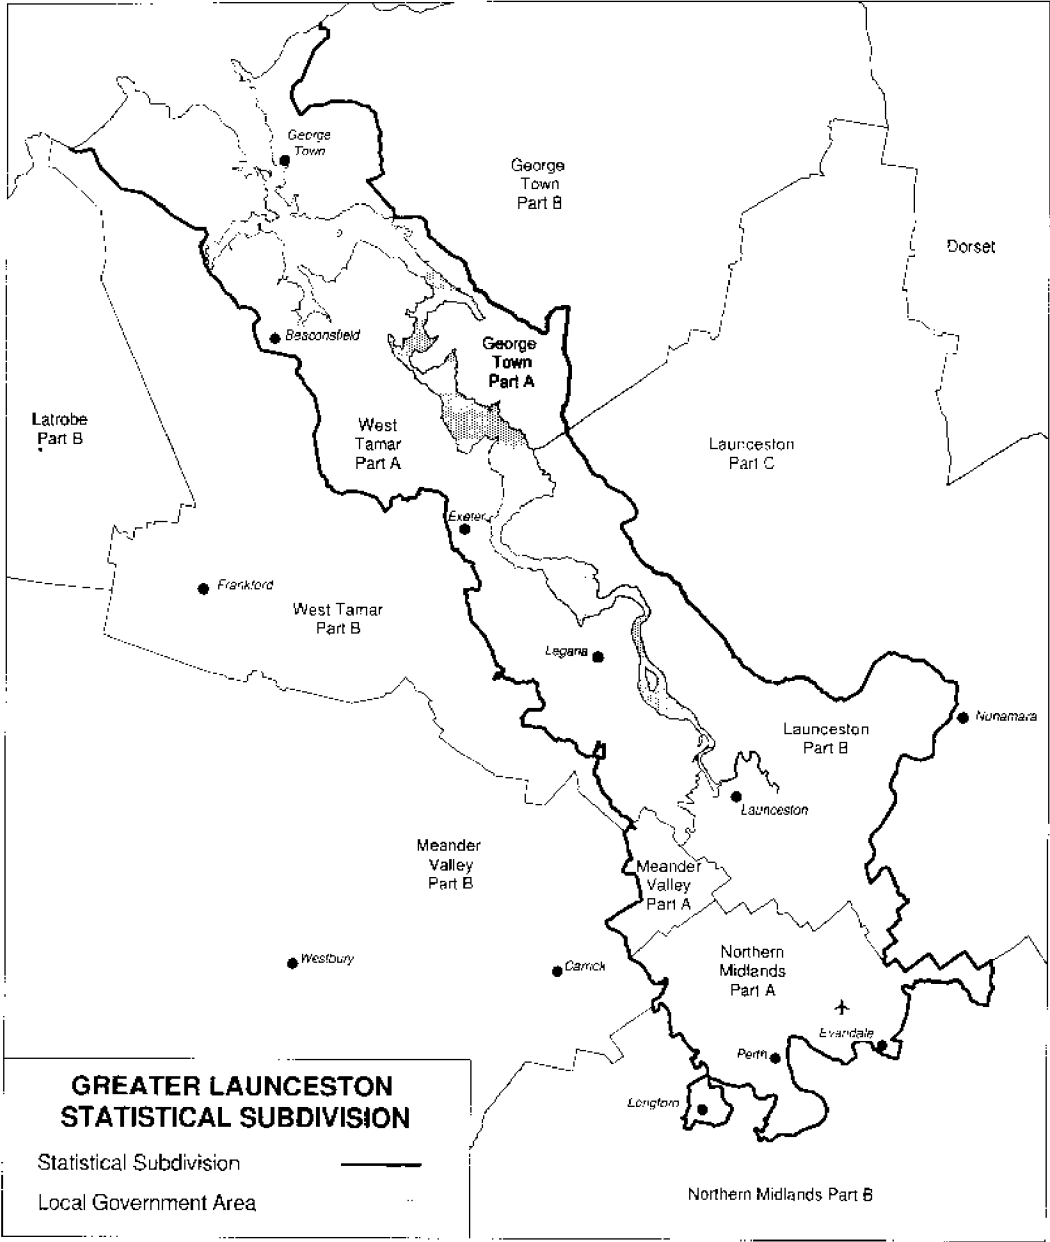 George
Town
George
Town
Part B
Dorset
Beaconsfield
George
Town
Part A
Latrobe
Part B
West
Tamar
Part A
Launceston
Part C
Exeter
Frankford
West Tamar
Part B
Legana
Nunamara
Launceston
Part B
Launceston
Meander
Valley
Part B
Meander
Valley
Part A
Westbury
Carrick
Northern
Midlands
Part A
Evandale
Perth
Longford
GREATER LAUNCESTON
STATISTICAL SUBDIVISION
Statistical Subdivision
Local Government Area
Northern Midlands Part B